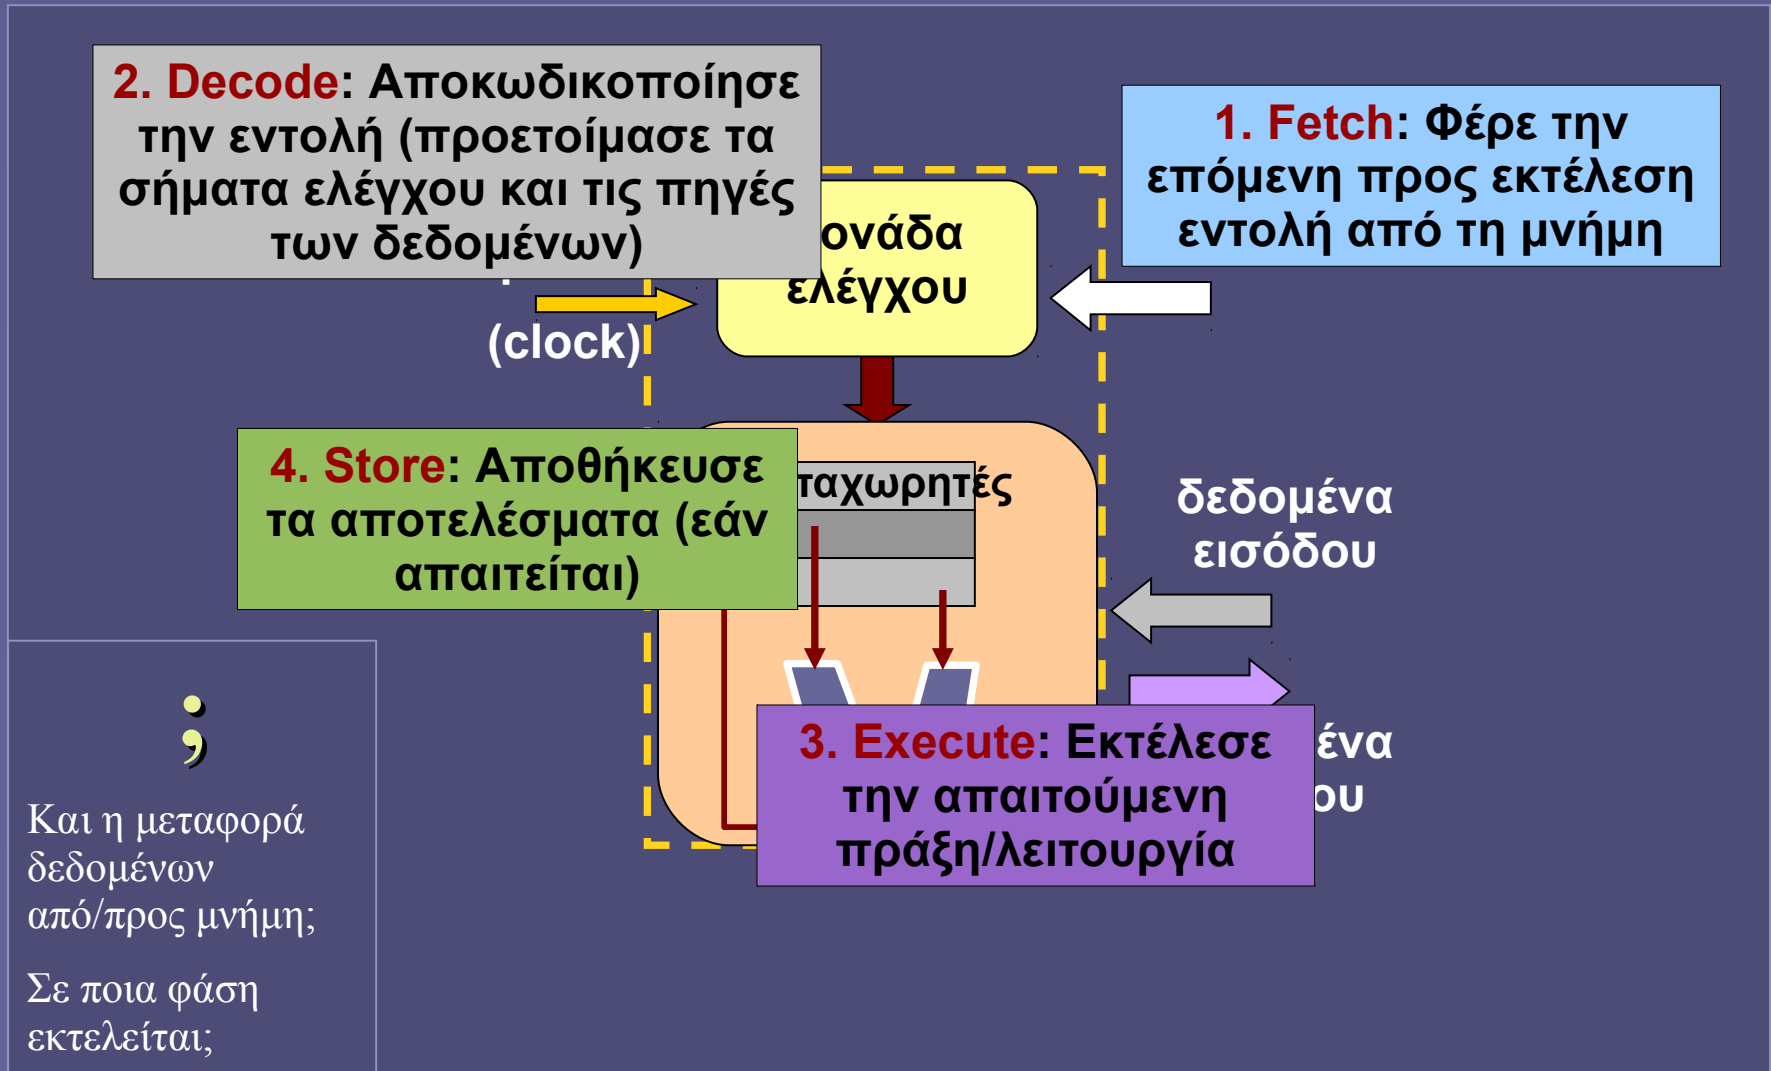 2. Decode: Αποκωδικοποίησε
την εντολή (προετοίμασε τα
σήματα ελέγχου και τις πηγές
των δεδομένων)
1. Fetch: Φέρε την
επόμενη προς εκτέλεση
εντολή από τη μνήμη
ονάδα
ελέγχου
(clock)
4. Store: Αποθήκευσε
τα αποτελέσματα (εάν
απαιτείται)
ταχωρητές
δεδομένα
εισόδου
3. Execute: Εκτέλεσε
την απαιτούμενη
πράξη/λειτουργία
ένα
ου
;
Και η μεταφορά
δεδομένων
από/προς μνήμη;
Σε ποια φάση
εκτελείται;